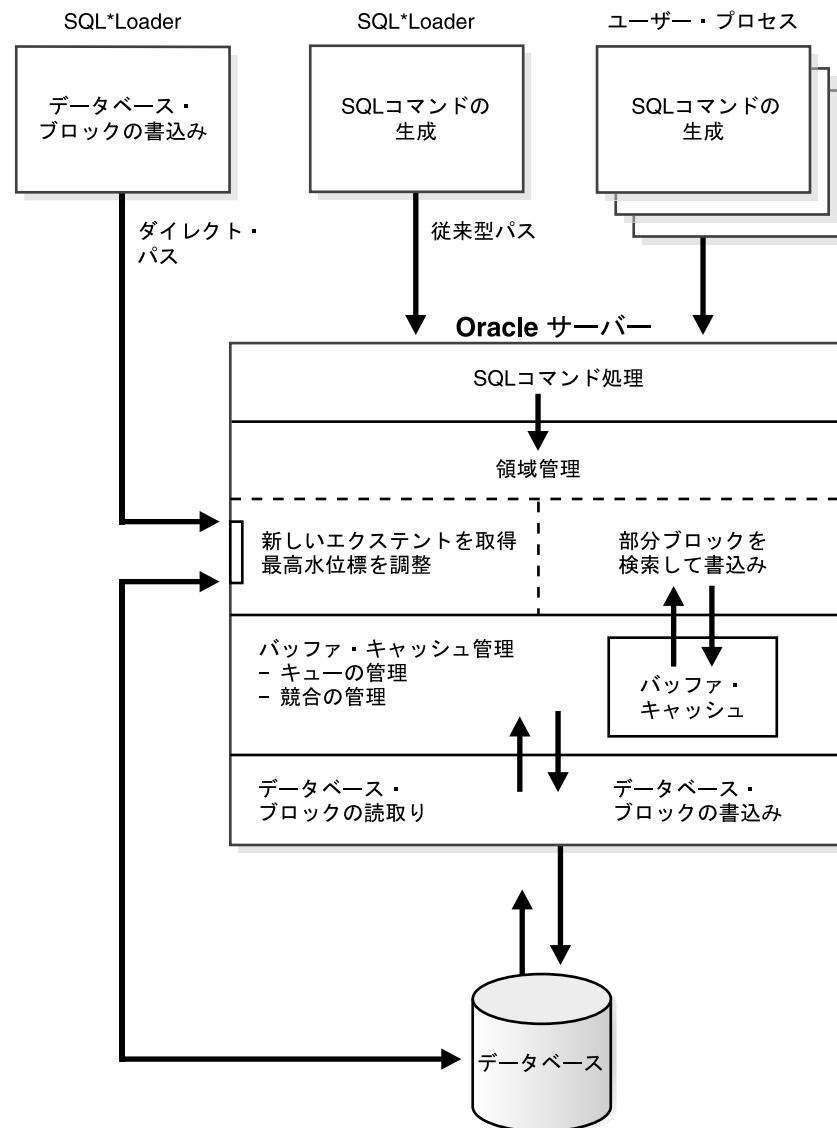 SQL*Loader
データベース・
ブロックの書込み
SQL*Loader
SQLコマンドの
生成
ユーザー・プロセス
SQLコマンドの
生成
ダイレクト・
パス
従来型パス
Oracle サーバー
SQLコマンド処理
領域管理
新しいエクステントを取得
最高水位標を調整
部分ブロックを
検索して書込み
バッファ・キャッシュ管理
− キューの管理
− 競合の管理
バッファ・
キャッシュ
データベース・
ブロックの読取り
データベース・
ブロックの書込み
データベース